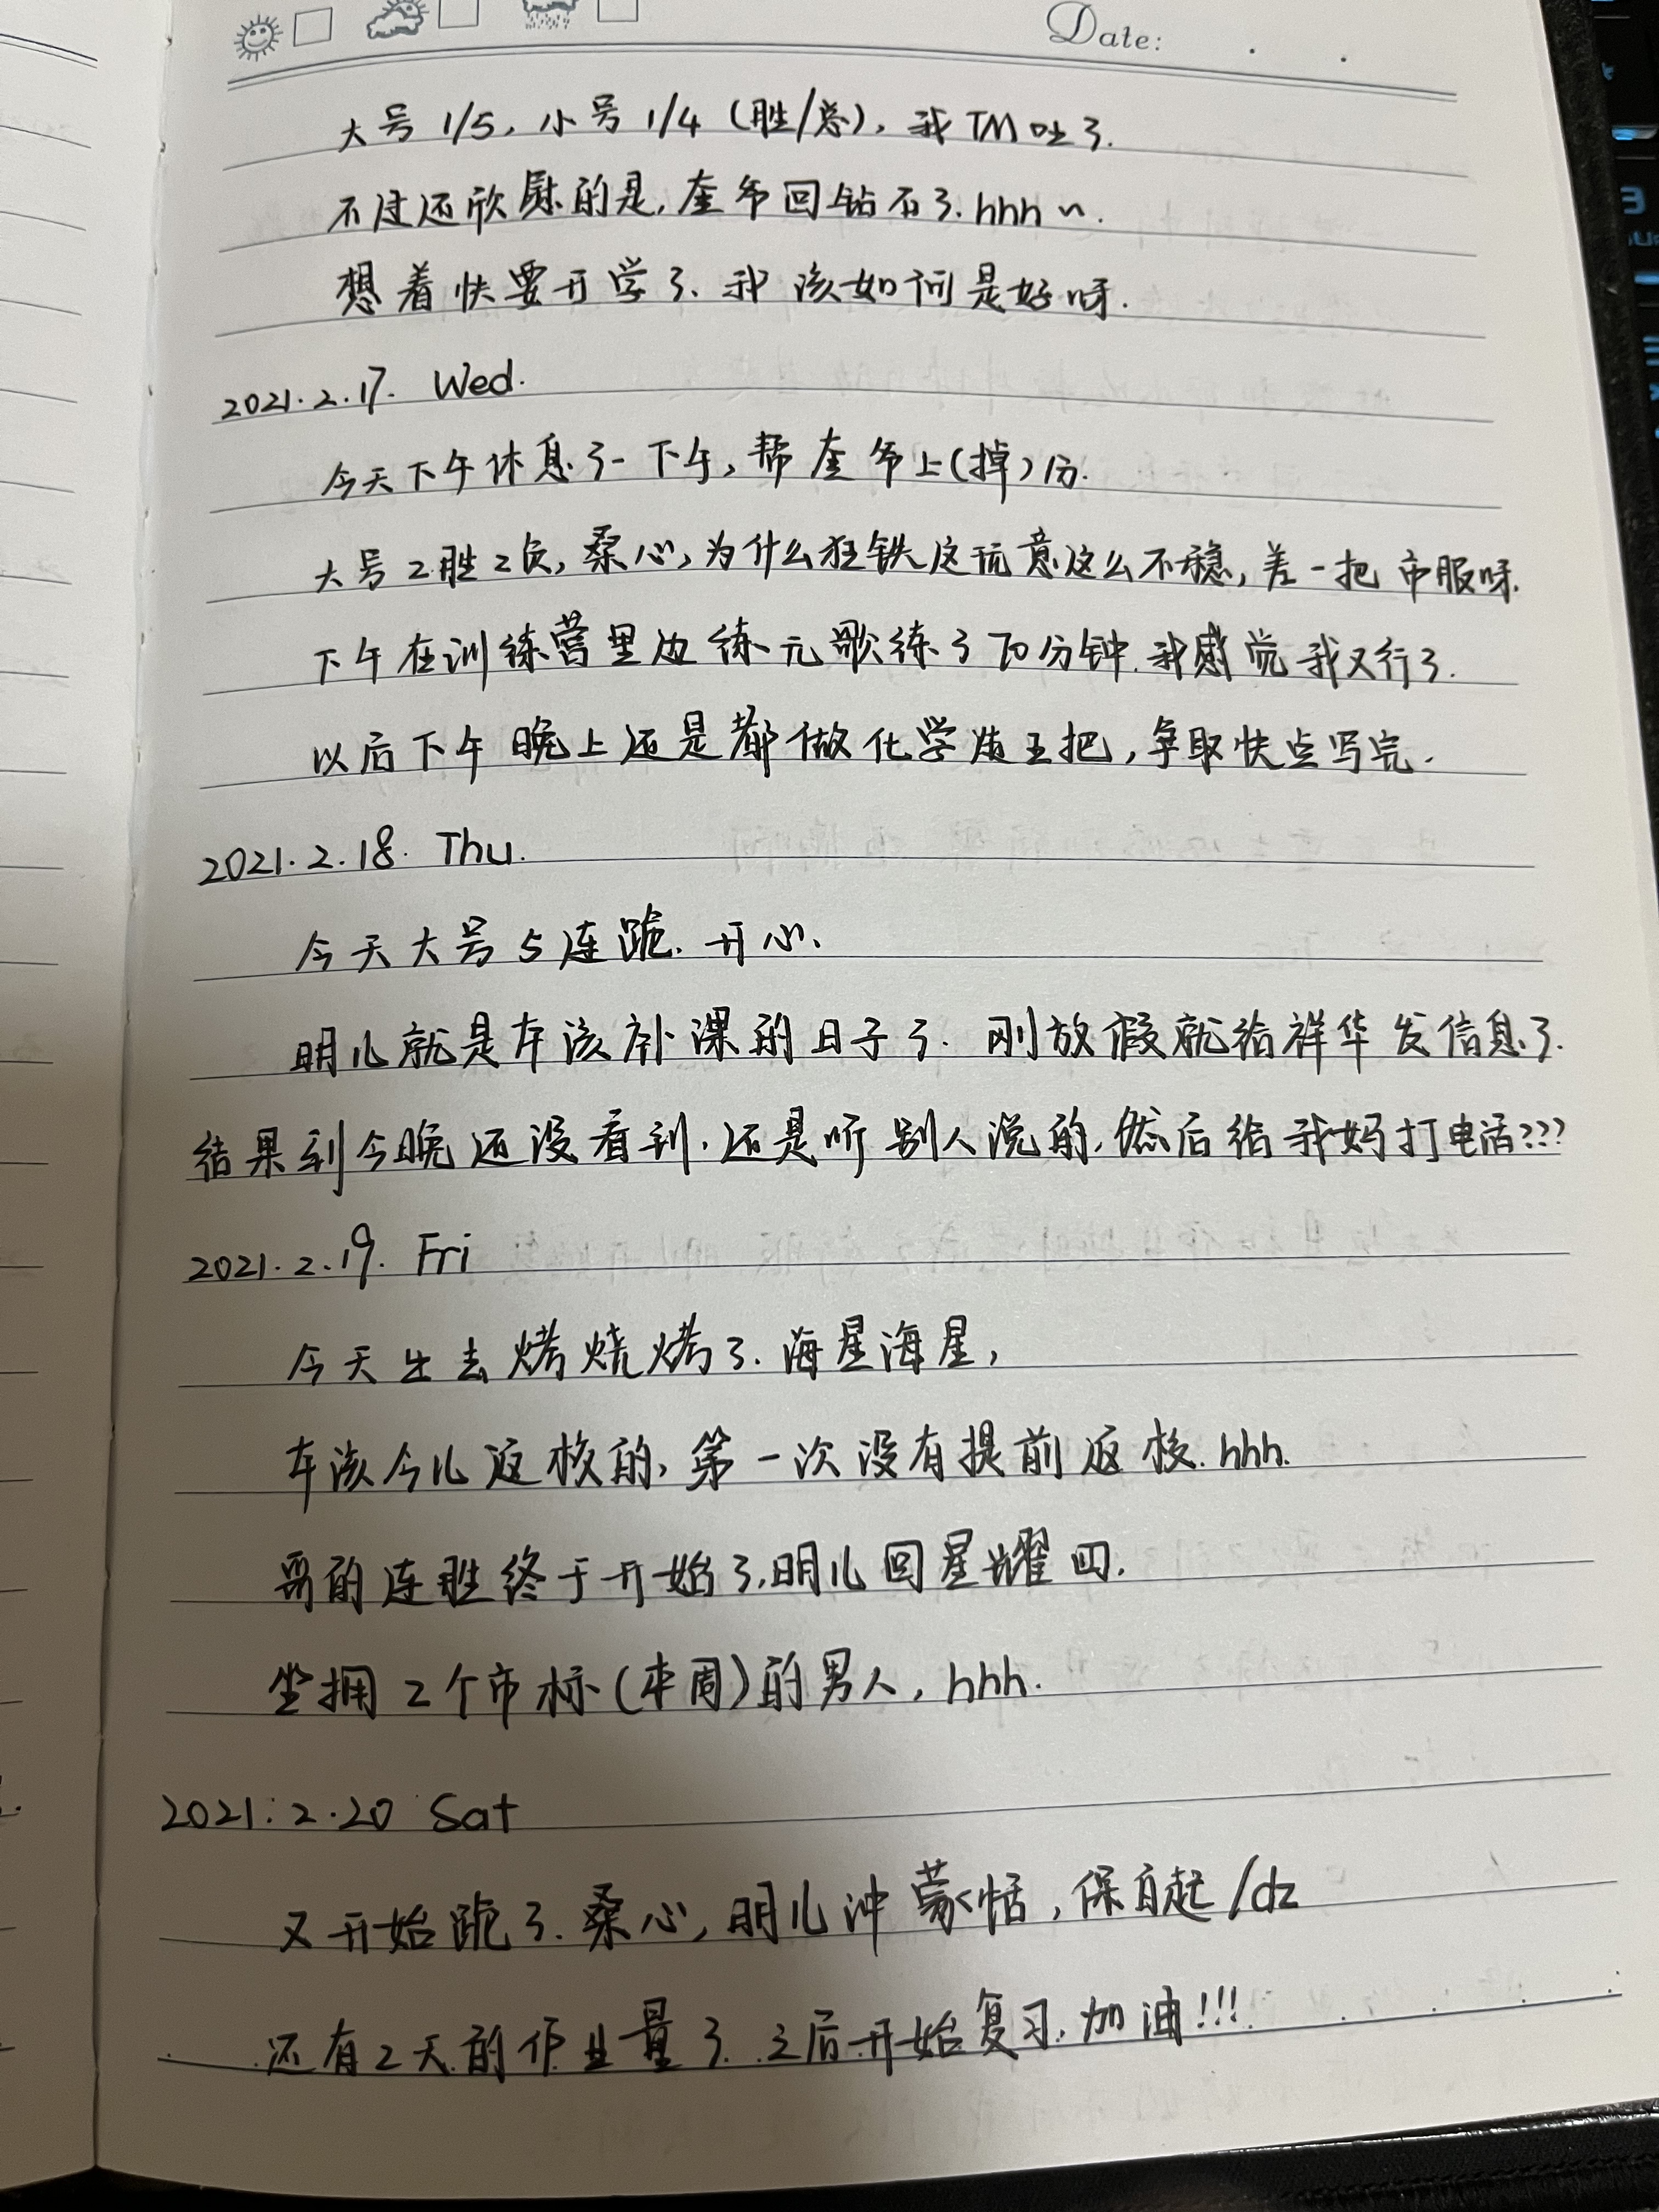 Date:
大号 1/5, 小号 1/4 (胜/总), 我TM吐了.
不过还欣慰的是, 奎爷回钻石了. hhh ~.
想着快要开学了. 我该如何是好呀.
2021.2.17. Wed.
今天下午休息了一下午, 帮奎爷上(掉)分.
大号2胜2负, 桑心, 为什么狂铁这玩意这么不稳, 差一把市服呀.
下午在训练营里边练元歌练了70分钟. 我感觉我又行了.
以后下午晚上还是都做化学选五把, 争取快点写完.
2021.2.18. Thu.
今天大号5连跪. 开心.
明儿就是本该补课的日子了. 刚放假就给祥华发信息了.
结果到今晚还没看到. 还是听别人说的, 然后给我妈打电话???
2021.2.19. Fri
今天出去烤烧烤了. 海星海星,
本该今儿返校的, 第一次没有提前返校. hhh.
哥的连胜终于开始了, 明儿回星耀四.
坐拥2个市标(本周)的男人, hhh.
2021.2.20 Sat
又开始跪了. 桑心, 明儿冲蒙恬, 保自起 /dz
还有2天的作业量了. 之后开始复习. 加油!!!